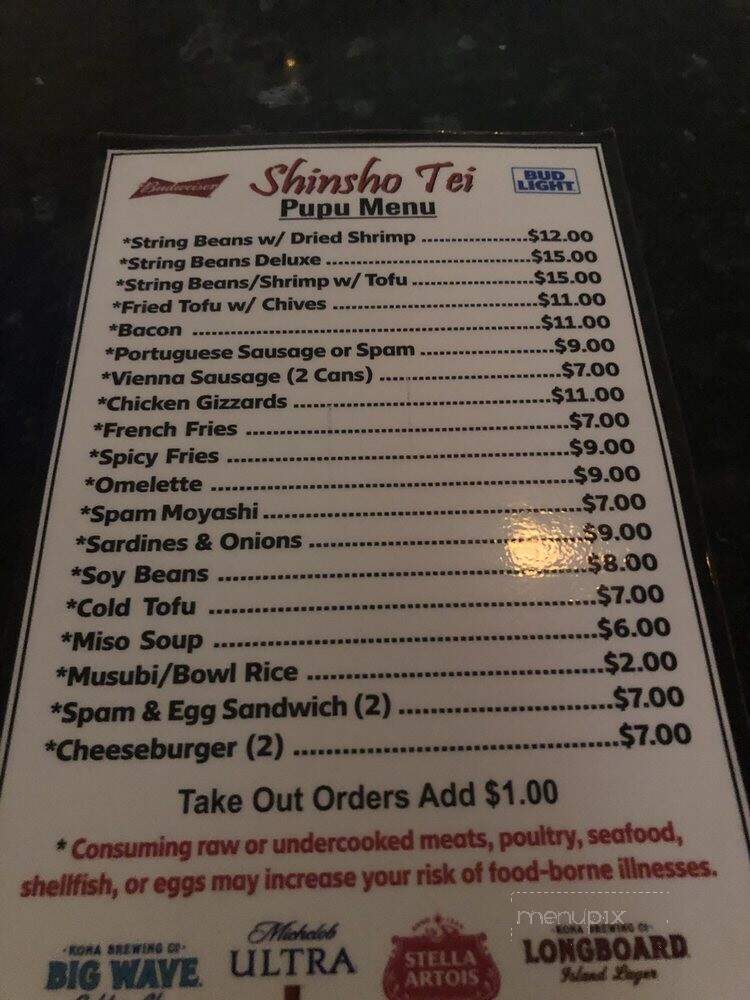 Budweiser
Shinsho Tei
BUD
LIGHT
Pupu Menu
*String Beans w/ Dried Shrimp ........................$12.00
*String Beans Deluxe ........................$15.00
*String Beans/Shrimp w/ Tofu ........................$15.00
*Fried Tofu w/ Chives ........................$11.00
*Bacon ........................$11.00
*Portuguese Sausage or Spam ........................$9.00
*Vienna Sausage (2 Cans) ........................$7.00
*Chicken Gizzards ........................$11.00
*French Fries ........................$7.00
*Spicy Fries ........................$9.00
*Omelette ........................$9.00
*Spam Moyashi ........................$7.00
*Sardines & Onions ........................$9.00
*Soy Beans ........................$8.00
*Cold Tofu ........................$7.00
*Miso Soup ........................$6.00
*Musubi/Bowl Rice ........................$2.00
*Spam & Egg Sandwich (2) ........................$7.00
*Cheeseburger (2) ........................$7.00
Take Out Orders Add $1.00
* Consuming raw or undercooked meats, poultry, seafood,
shellfish, or eggs may increase your risk of food-borne illnesses.
menupix
KONA BREWING CO
BIG WAVE
Michelob
ULTRA
STELLA
ARTOIS
KONA BREWING CO
LONGBOARD
Island Lager